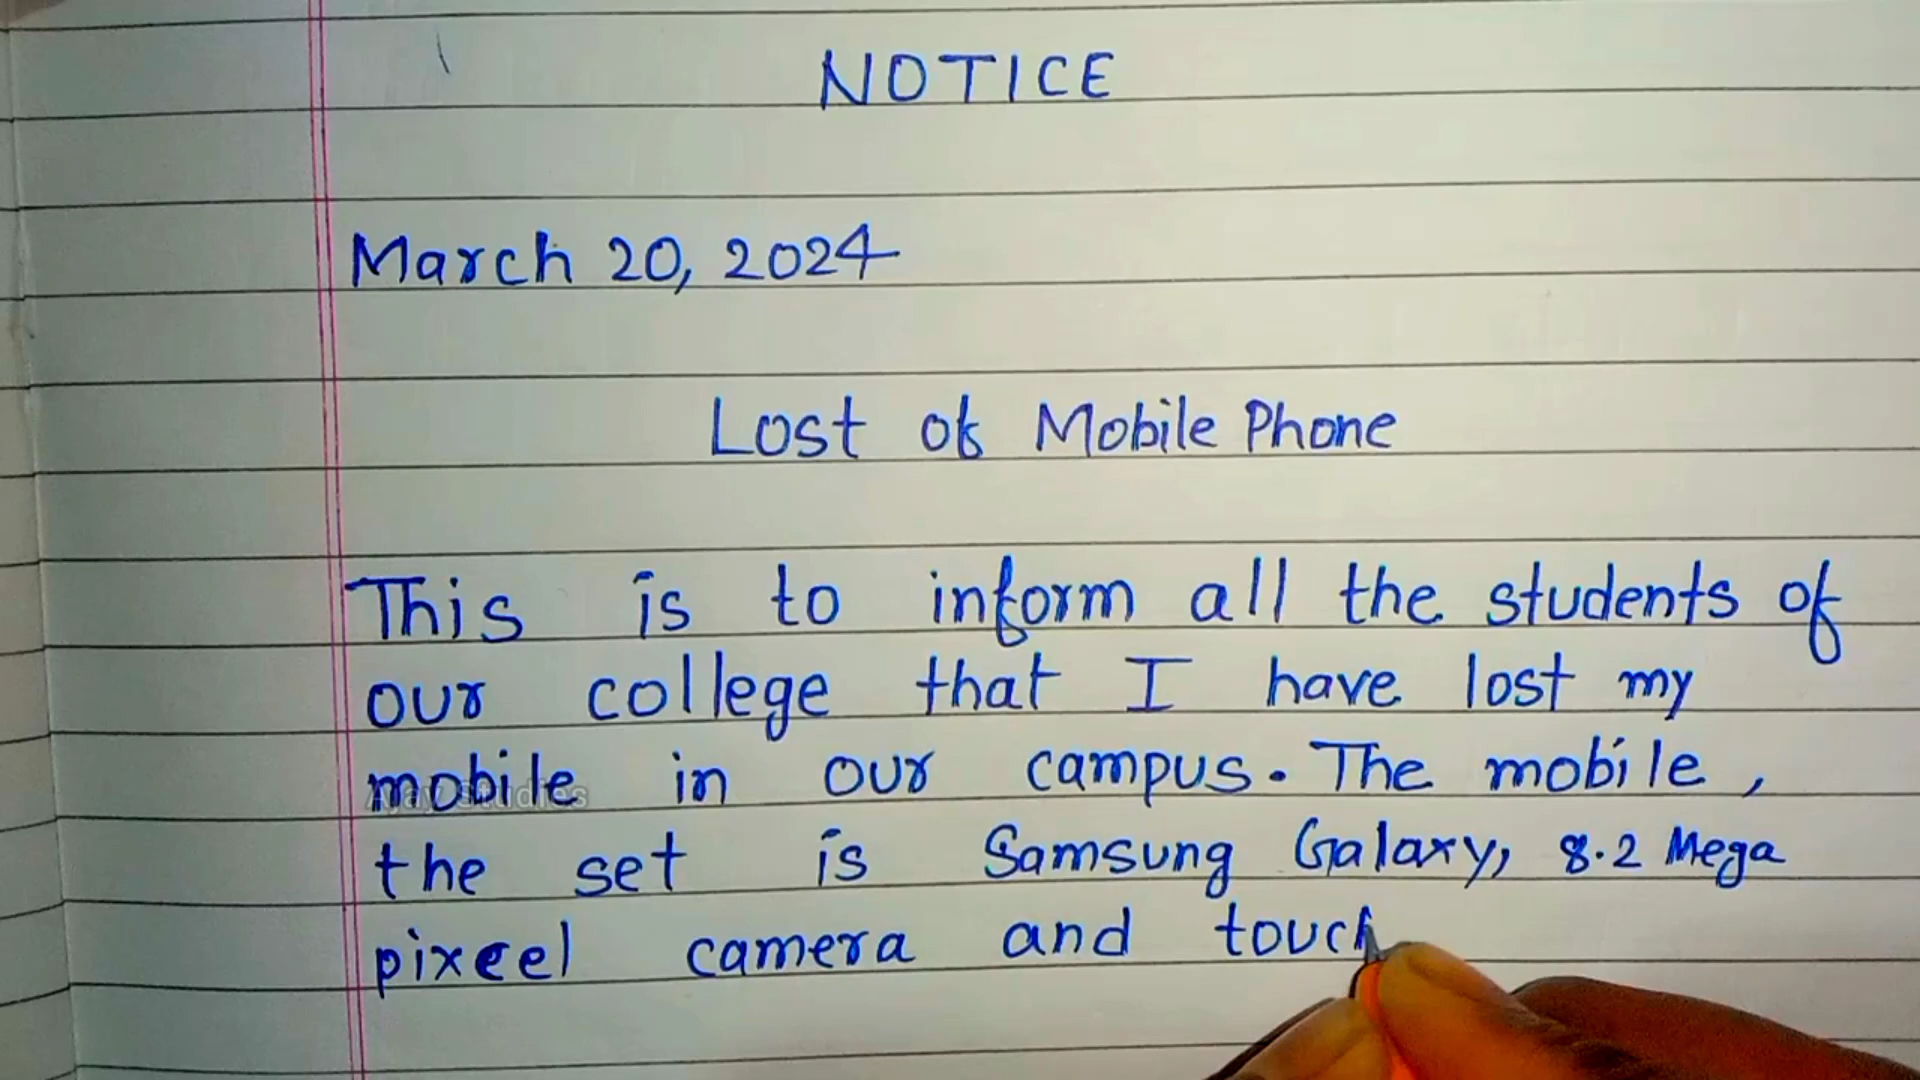 NOTICE
March 20, 2024
Lost of Mobile Phone
This is to inform all the students of
our college that I have lost my
mobile in our campus. The mobile,
the set is Samsung Galaxy, 8.2 Mega
pixeel camera and touch
Ajay Studies